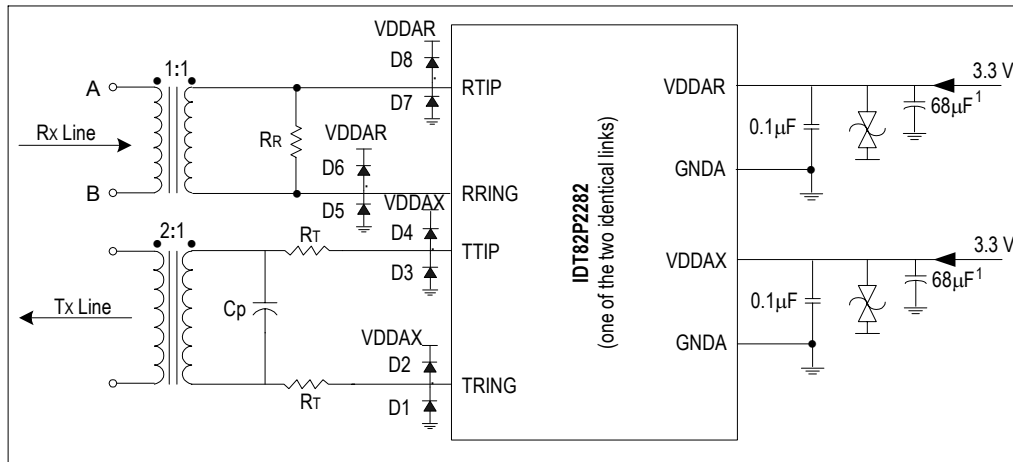 VDDAR
D8
1:1
3.3 V
A
RTIP
VDDAR
D7
68µF1
VDDAR
0.1µF
Rx Line
RR
D6
GNDA
B
RRING
D5
VDDAX
2:1
D4
RT
TTIP
VDDAX
3.3 V
D3
68µF1
0.1µF
Tx Line
Cp
VDDAX
GNDA
D2
TRING
RT
D1
IDT82P2282
(one of the two identical links)